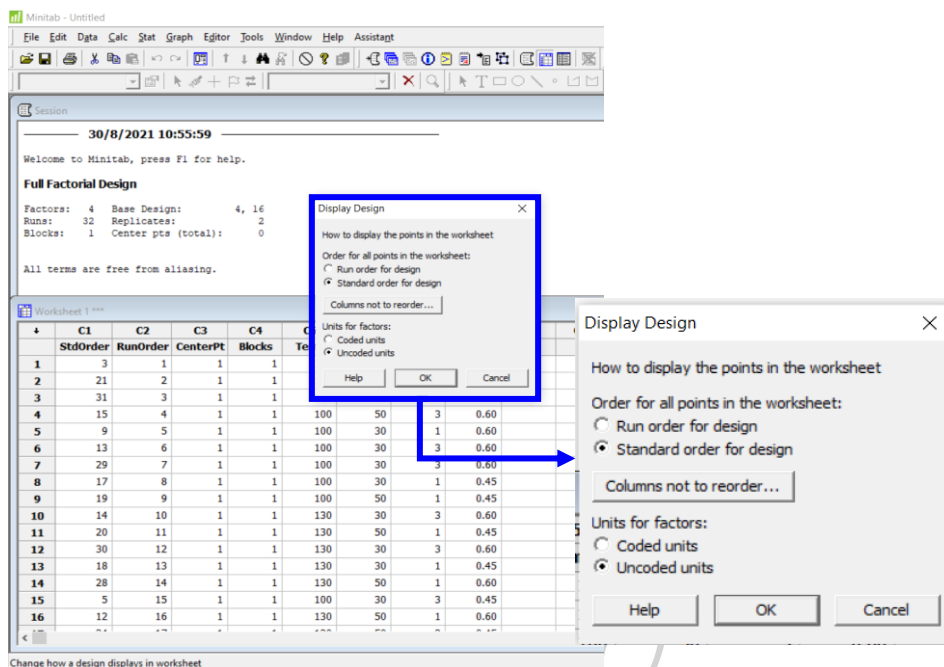 Minitab - Untitled
File Edit Data Calc Stat Graph Editor Tools Window Help Assistant
Session
30/8/2021 10:55:59
Welcome to Minitab, press F1 for help.
Full Factorial Design
Factors: 4 Base Design: 4, 16
Runs: 32 Replicates: 2
Blocks: 1 Center pts (total): 0
All terms are free from aliasing.
Display Design
How to display the points in the worksheet
Order for all points in the worksheet:
Run order for design
Standard order for design
Columns not to reorder...
Units for factors:
Coded units
Uncoded units
Help OK Cancel
Worksheet 1 ***
C1 C2 C3 C4
StdOrder RunOrder CenterPt Blocks
1 3 1 1 1
2 21 2 1 1
3 31 3 1 1
4 15 4 1 1 100 50 3 0.60
5 9 5 1 1 100 30 1 0.60
6 13 6 1 1 100 30 3 0.60
7 29 7 1 1 100 30 3 0.60
8 17 8 1 1 100 30 1 0.45
9 19 9 1 1 100 50 1 0.45
10 14 10 1 1 130 30 3 0.60
11 20 11 1 1 130 50 1 0.45
12 30 12 1 1 130 30 3 0.60
13 18 13 1 1 130 30 1 0.45
14 28 14 1 1 130 50 1 0.60
15 5 15 1 1 100 30 3 0.45
16 12 16 1 1 130 50 1 0.60
Change how a design displays in worksheet
Display Design
How to display the points in the worksheet
Order for all points in the worksheet:
Run order for design
Standard order for design
Columns not to reorder...
Units for factors:
Coded units
Uncoded units
Help OK Cancel